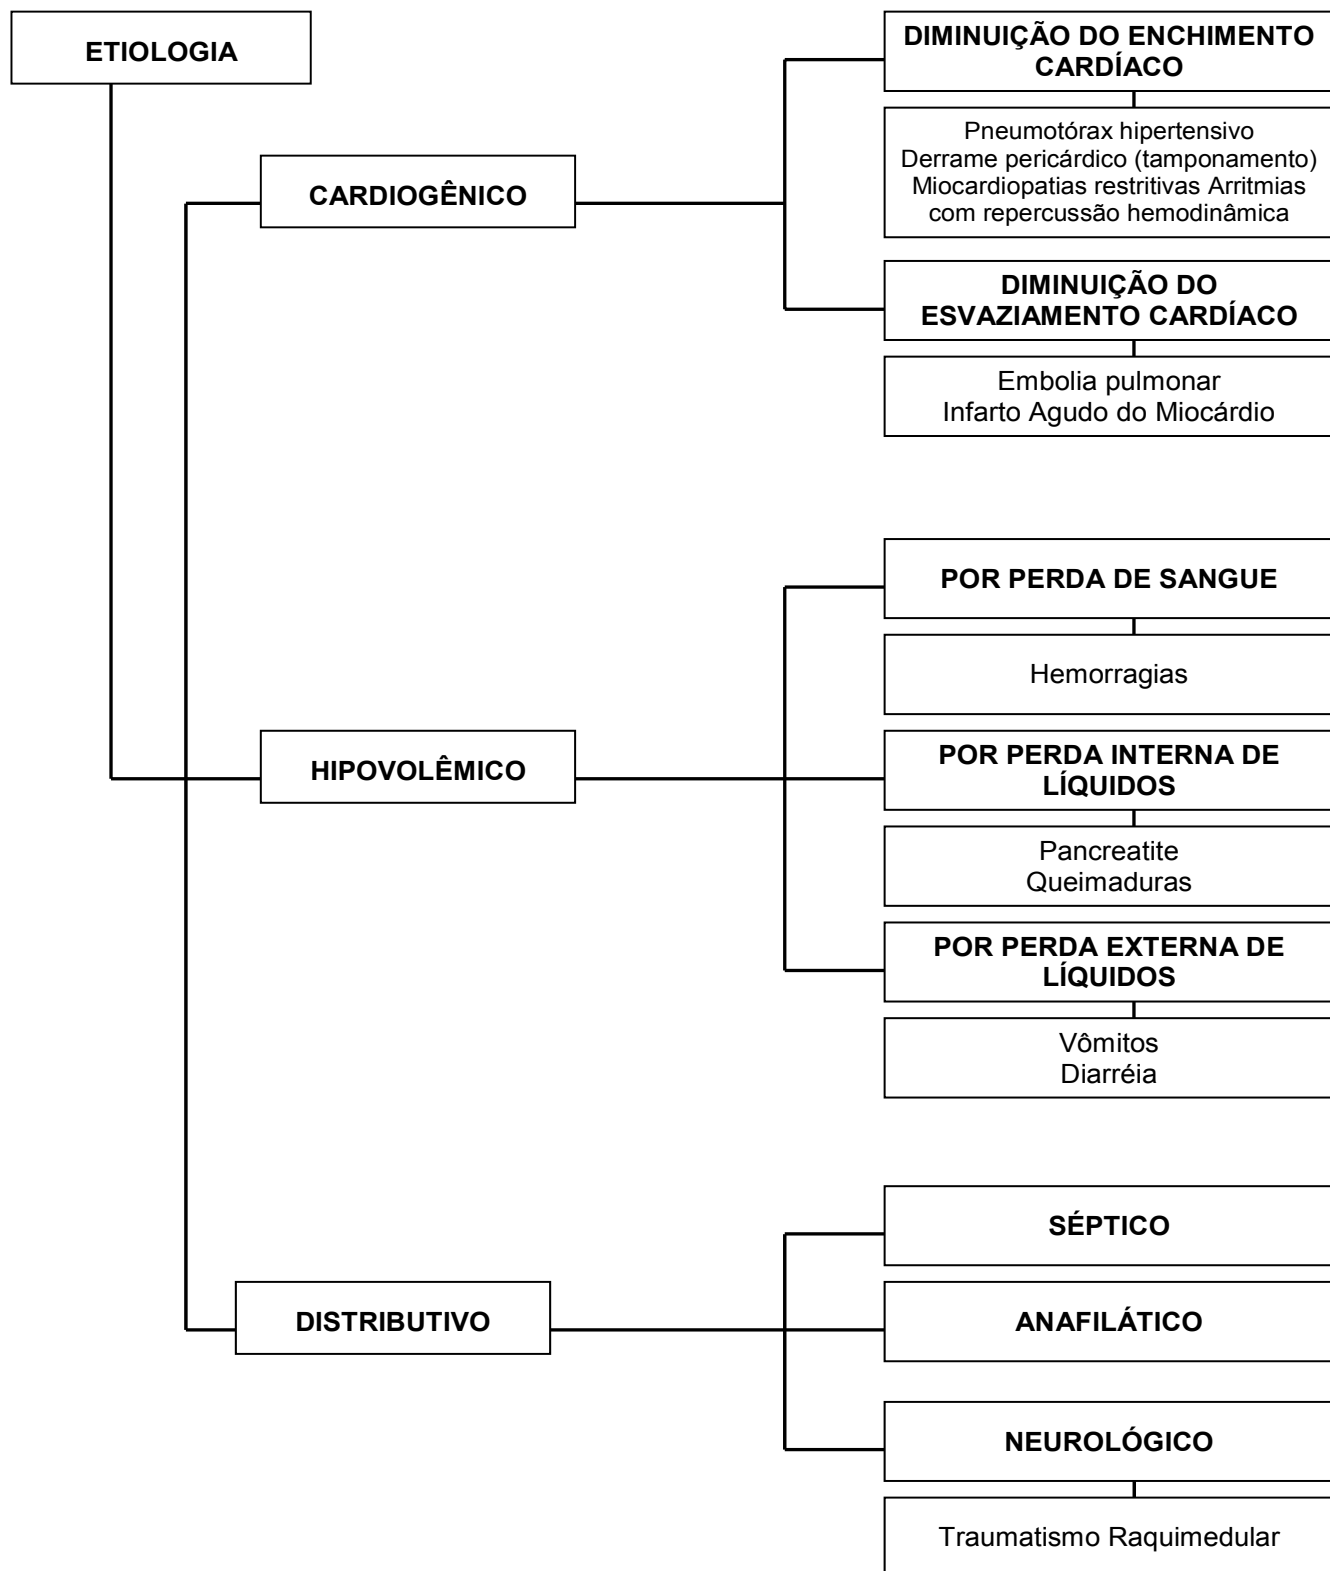 ETIOLOGIA
DIMINUIÇÃO DO ENCHIMENTO
CARDÍACO
Pneumotórax hipertensivo
Derrame pericárdico (tamponamento)
Miocardiopatias restritivas Arritmias
com repercussão hemodinâmica
CARDIOGÊNICO
DIMINUIÇÃO DO
ESVAZIAMENTO CARDÍACO
Embolia pulmonar
Infarto Agudo do Miocárdio
POR PERDA DE SANGUE
Hemorragias
HIPOVOLÊMICO
POR PERDA INTERNA DE
LÍQUIDOS
Pancreatite
Queimaduras
POR PERDA EXTERNA DE
LÍQUIDOS
Vômitos
Diarréia
SÉPTICO
DISTRIBUTIVO
ANAFILÁTICO
NEUROLÓGICO
Traumatismo Raquimedular